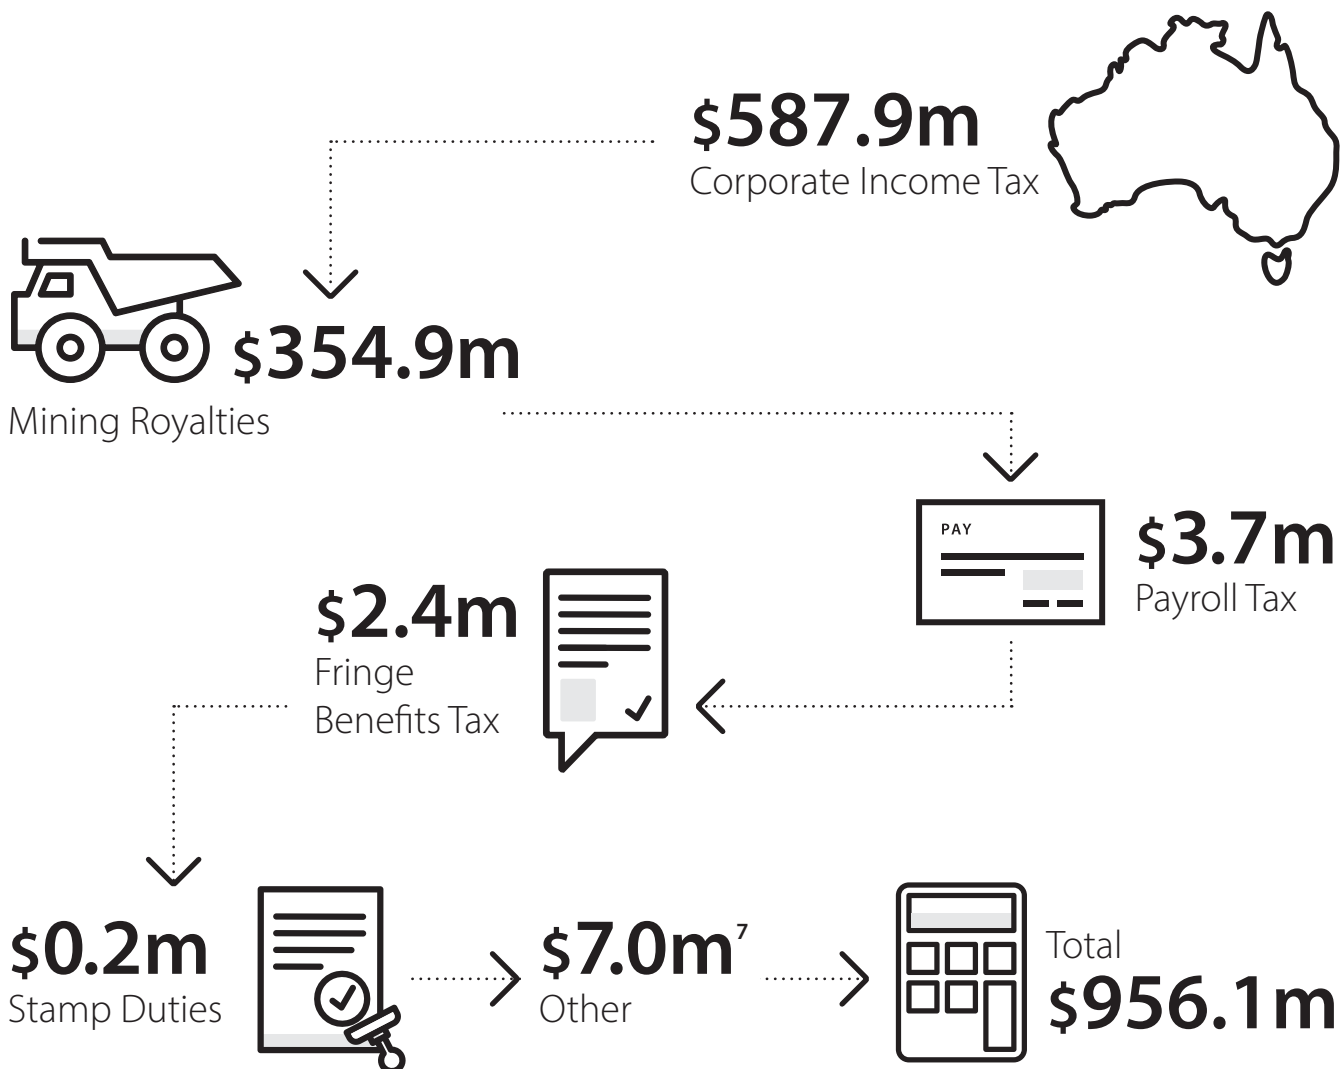 $587.9m
Corporate Income Tax
$354.9m
Mining Royalties
PAY
$3.7m
Payroll Tax
$2.4m
Fringe
Benefits Tax
$0.2m
Stamp Duties
$7.0m⁷
Other
Total
$956.1m